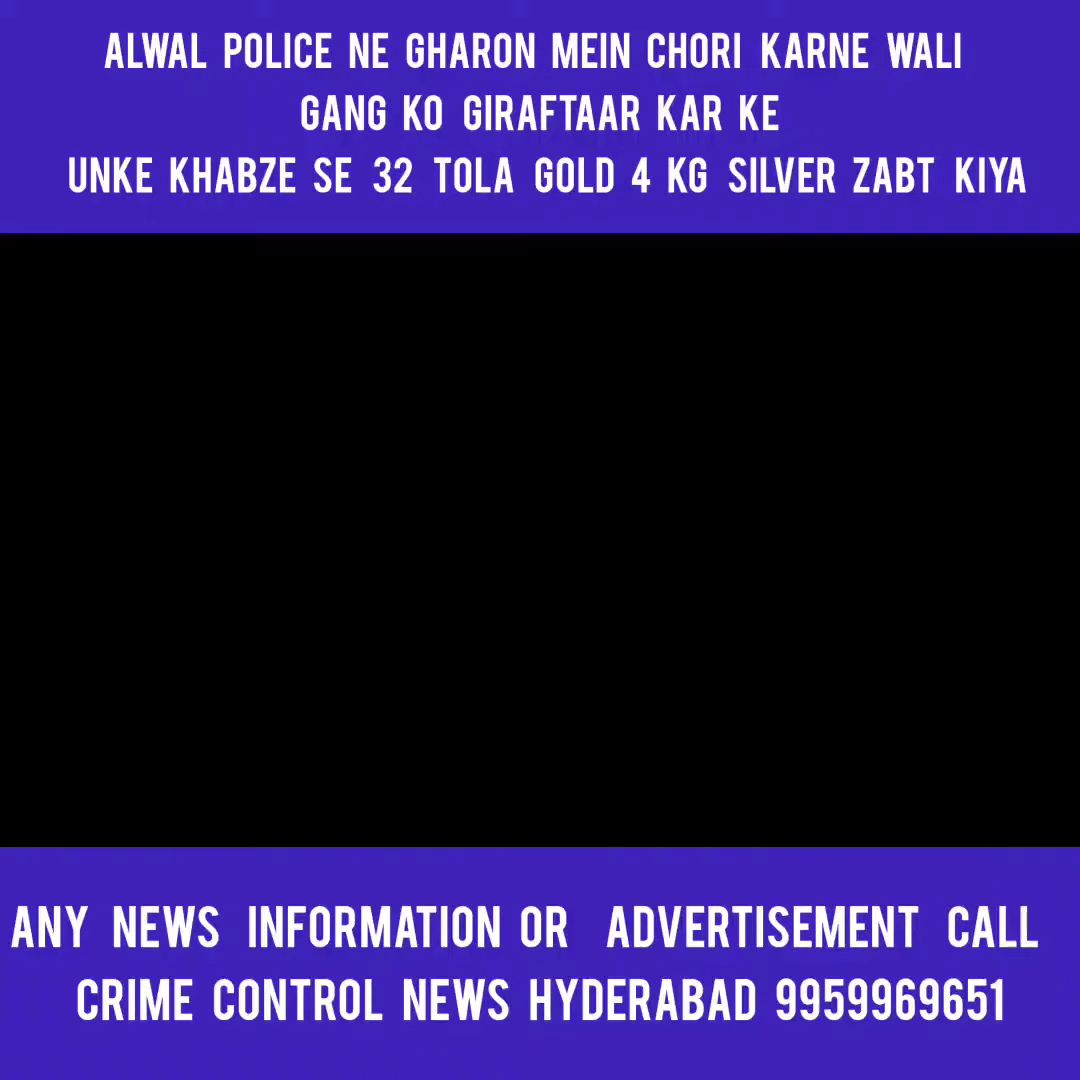 ALWAL POLICE NE GHARON MEIN CHORI KARNE WALI
GANG KO GIRAFTAAR KAR KE
UNKE KHABZE SE 32 TOLA GOLD 4 KG SILVER ZABT KIYA
ANY NEWS INFORMATION OR ADVERTISEMENT CALL
CRIME CONTROL NEWS HYDERABAD 9959969651